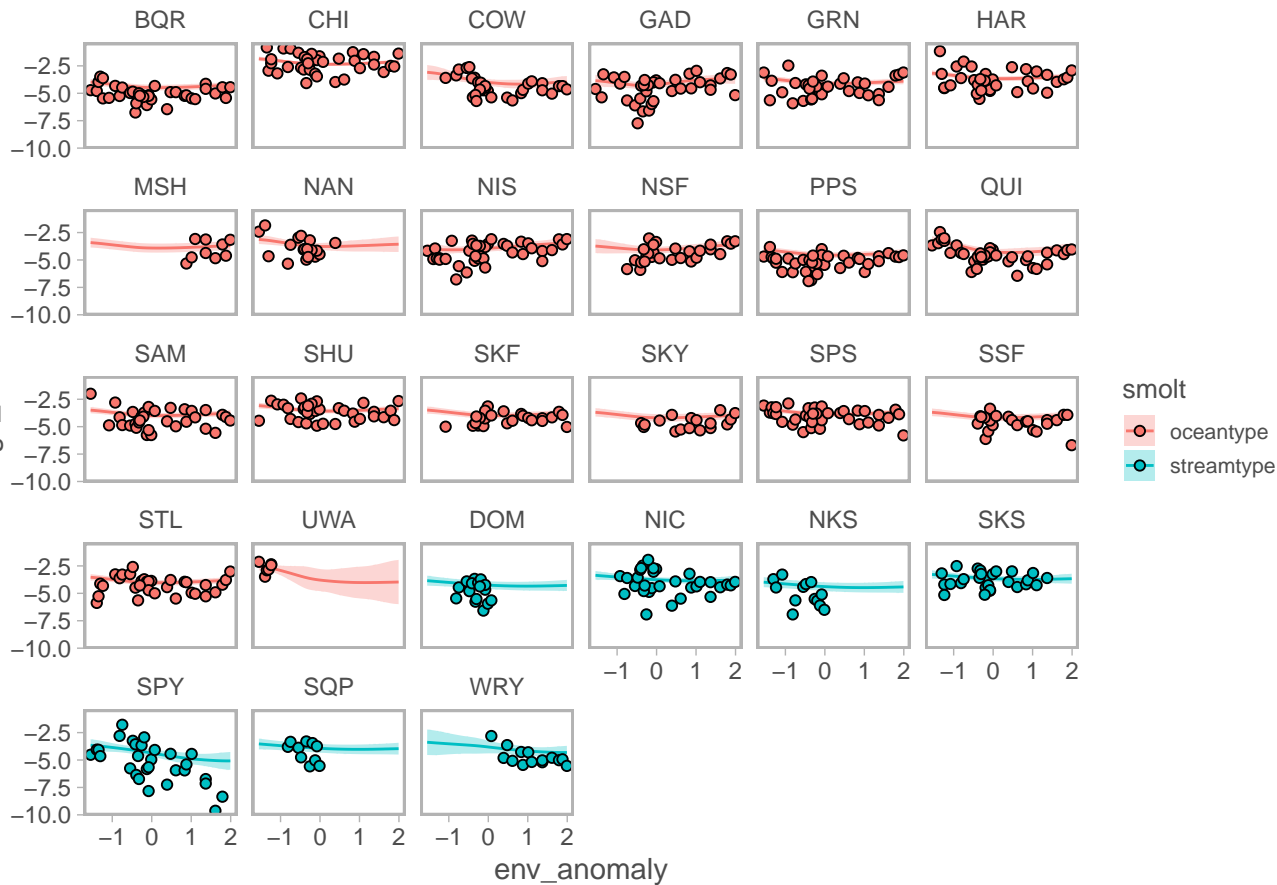 BQR CHI COW GAD GRN HAR
−2.5
−5.0
−7.5
−10.0
MSH NAN NIS NSF PPS QUI
−2.5
−5.0
−7.5
−10.0
SAM SHU SKF SKY SPS SSF
−2.5
−5.0
−7.5
−10.0
smolt
oceantype
streamtype
STL UWA DOM NIC NKS SKS
−2.5
−5.0
−7.5
−10.0
−1 0 1 2 −1 0 1 2 −1 0 1 2
SPY SQP WRY
−2.5
−5.0
−7.5
−10.0
−1 0 1 2 −1 0 1 2 −1 0 1 2
env_anomaly